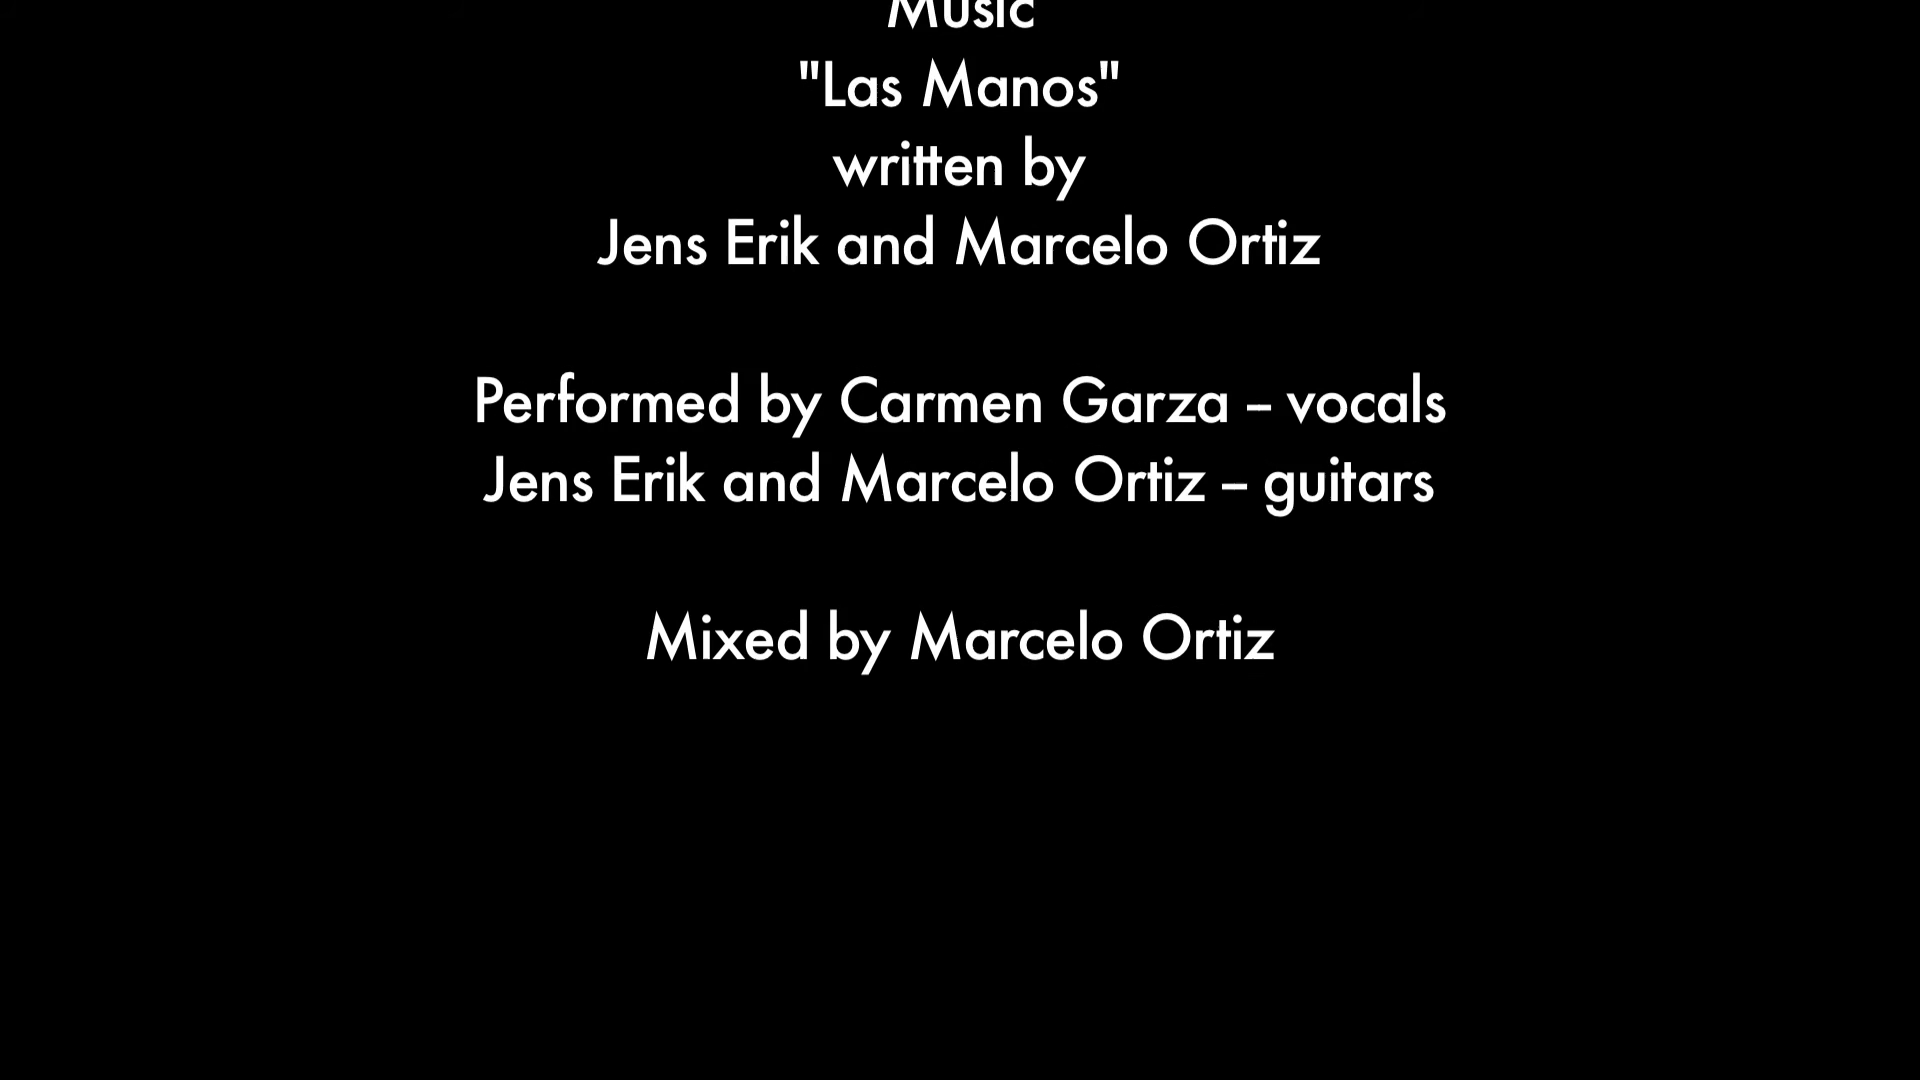 Music
"Las Manos"
written by
Jens Erik and Marcelo Ortiz
Performed by Carmen Garza – vocals
Jens Erik and Marcelo Ortiz – guitars
Mixed by Marcelo Ortiz